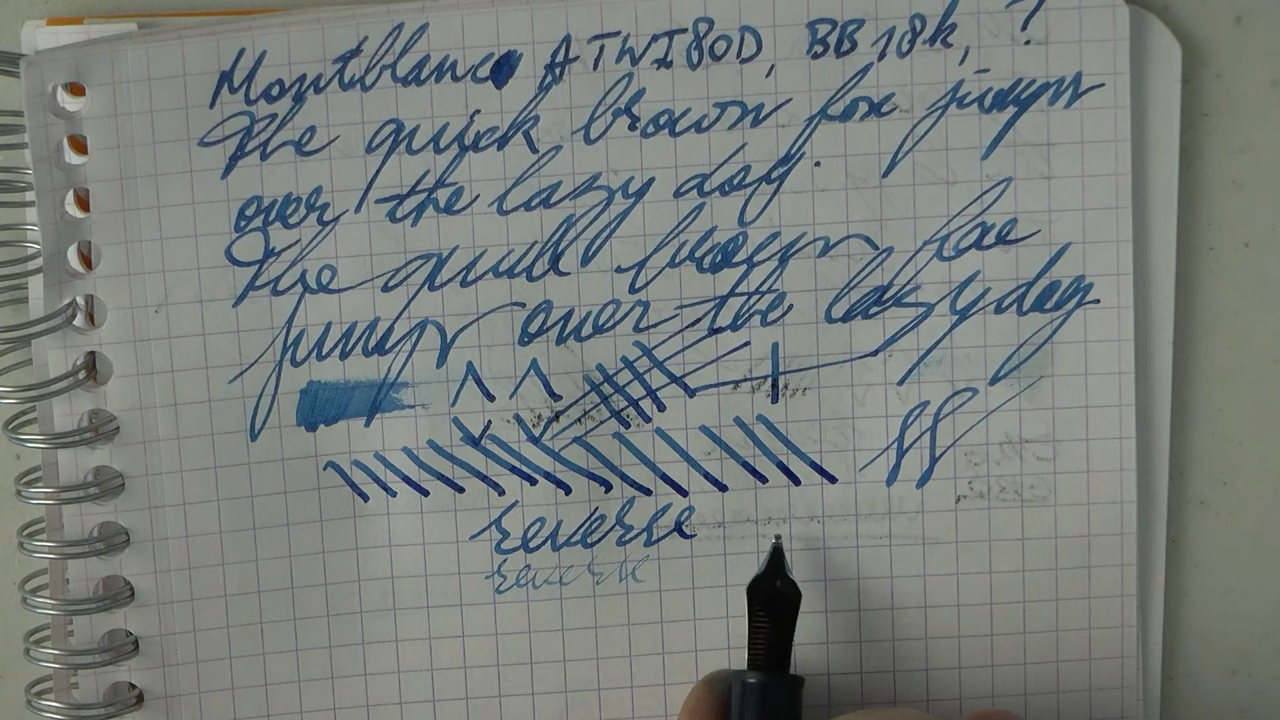 Montblanc ATWI80D, BB 18k, ?
The quick brown fox jumps
over the lazy dog.
The quick brown fox
jumps over the lazy dog
reverse
reverse